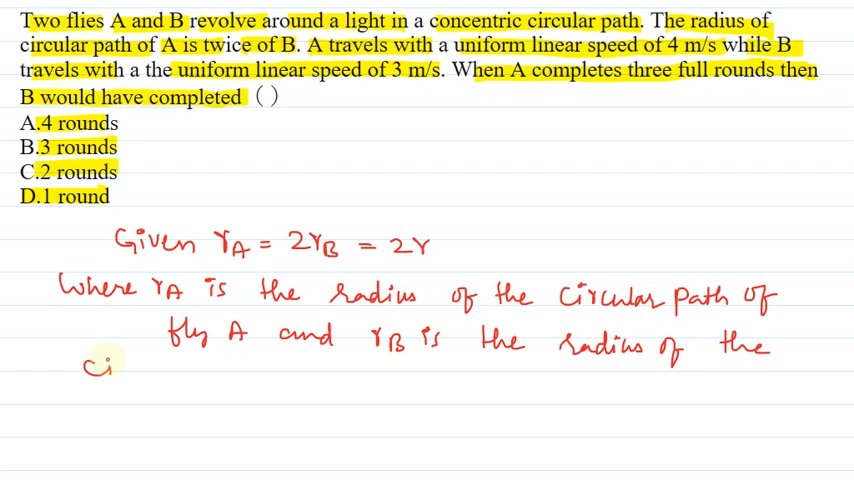 Two flies A and B revolve around a light in a concentric circular path. The radius of
circular path of A is twice of B. A travels with a uniform linear speed of 4 m/s while B
travels with a the uniform linear speed of 3 m/s. When A completes three full rounds then
B would have completed ( )
A.4 rounds
B.3 rounds
C.2 rounds
D.1 round
Given rA = 2rB = 2r
Where rA is the radius of the circular path of
fly A and rB is the radius of the
ci